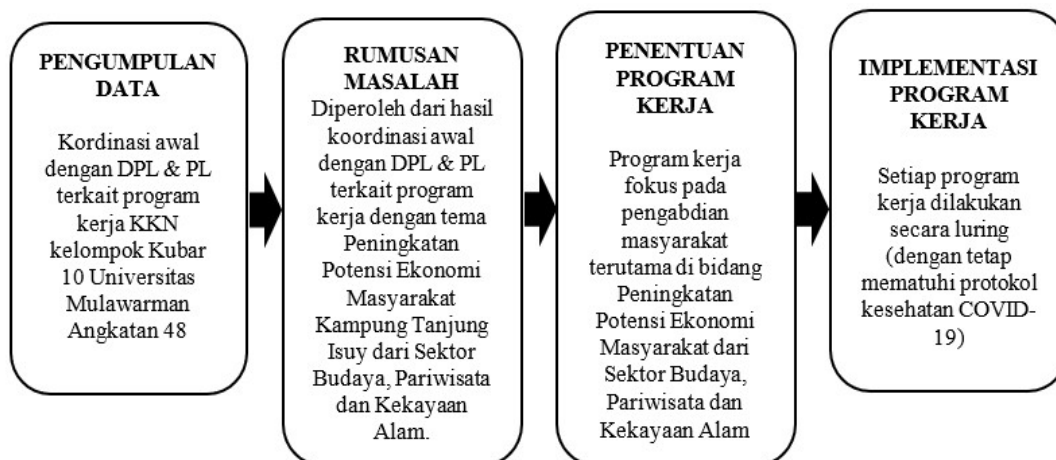 PENGUMPULAN
DATA
Kordinasi awal
dengan DPL & PL
terkait program
kerja KKN
kelompok Kubar
10 Universitas
Mulawarman
Angkatan 48
RUMUSAN
MASALAH
Diperoleh dari hasil
koordinasi awal
dengan DPL & PL
terkait program
kerja dengan tema
Peningkatan
Potensi Ekonomi
Masyarakat
Kampung Tanjung
Isuy dari Sektor
Budaya, Pariwisata
dan Kekayaan
Alam.
PENENTUAN
PROGRAM
KERJA
Program kerja
fokus pada
pengabdian
masyarakat
terutama di bidang
Peningkatan
Potensi Ekonomi
Masyarakat dari
Sektor Budaya,
Pariwisata dan
Kekayaan Alam
IMPLEMENTASI
PROGRAM
KERJA
Setiap program
kerja dilakukan
secara luring
(dengan tetap
mematuhi protokol
kesehatan COVID-
19)